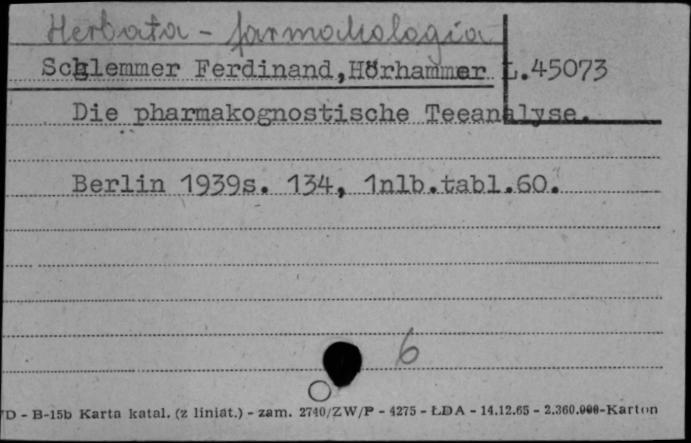 Herbata - farmakologia
Schlemmer Ferdinand,Hörhammer L.45073
Die pharmakognostische Teeanalyse.
Berlin 1939s. 134, 1nlb.tabl.60.
6
D - B-15b Karta katal. (z liniat.) - zam. 2740/ZW/P - 4275 - ŁDA - 14.12.65 - 2.360.000-Karton